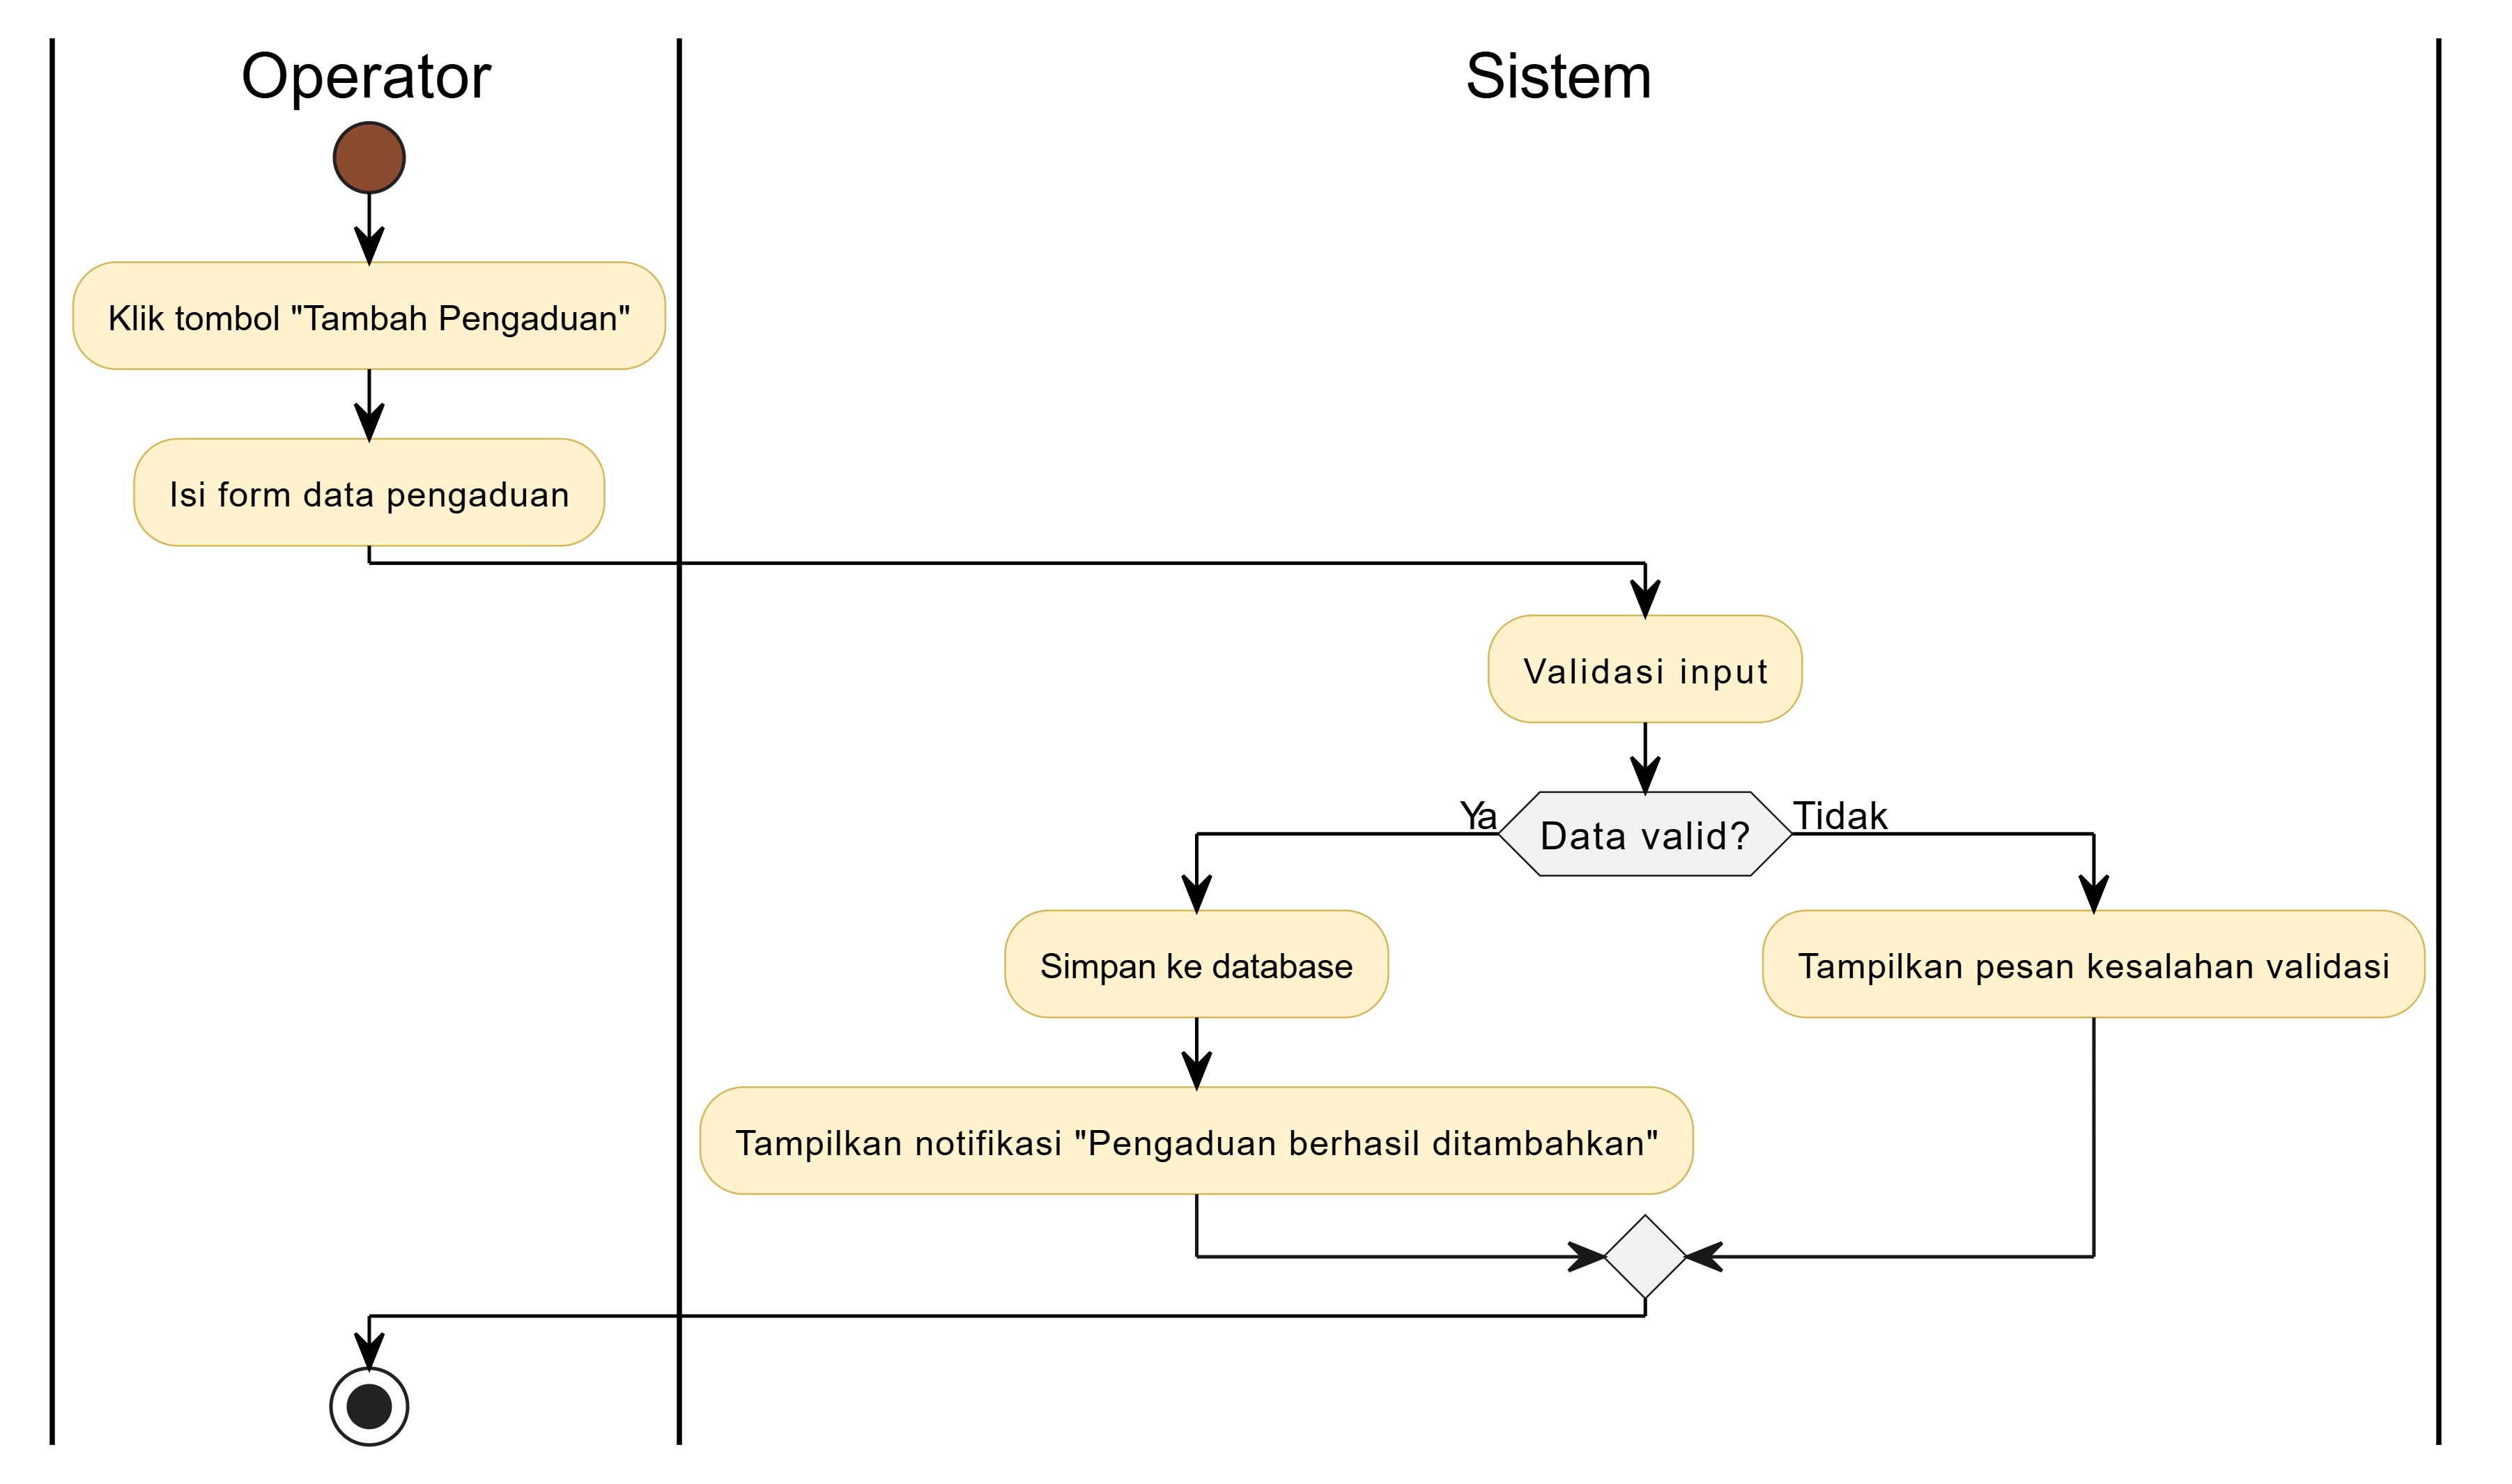 Operator
Sistem
Klik tombol "Tambah Pengaduan"
Isi form data pengaduan
Validasi input
Ya
Data valid?
Tidak
Simpan ke database
Tampilkan pesan kesalahan validasi
Tampilkan notifikasi "Pengaduan berhasil ditambahkan"